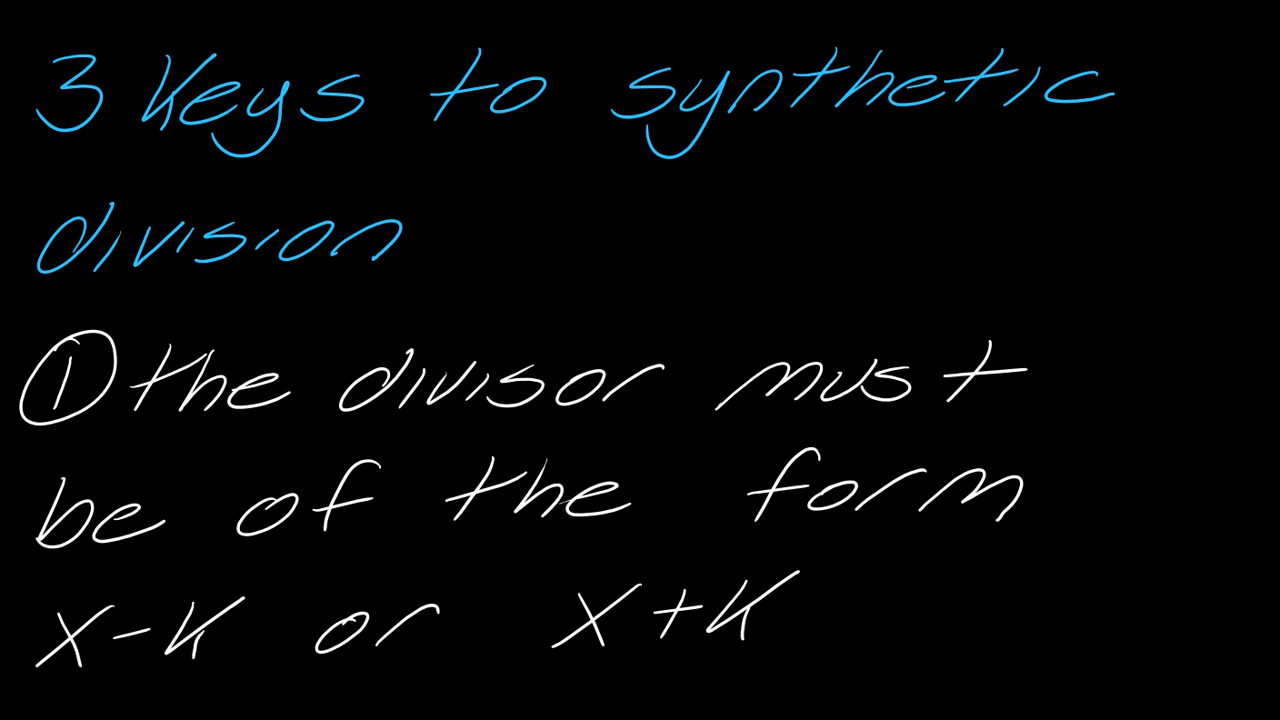 3 keys to synthetic
division
① the divisor must
be of the form
x-k or x+k